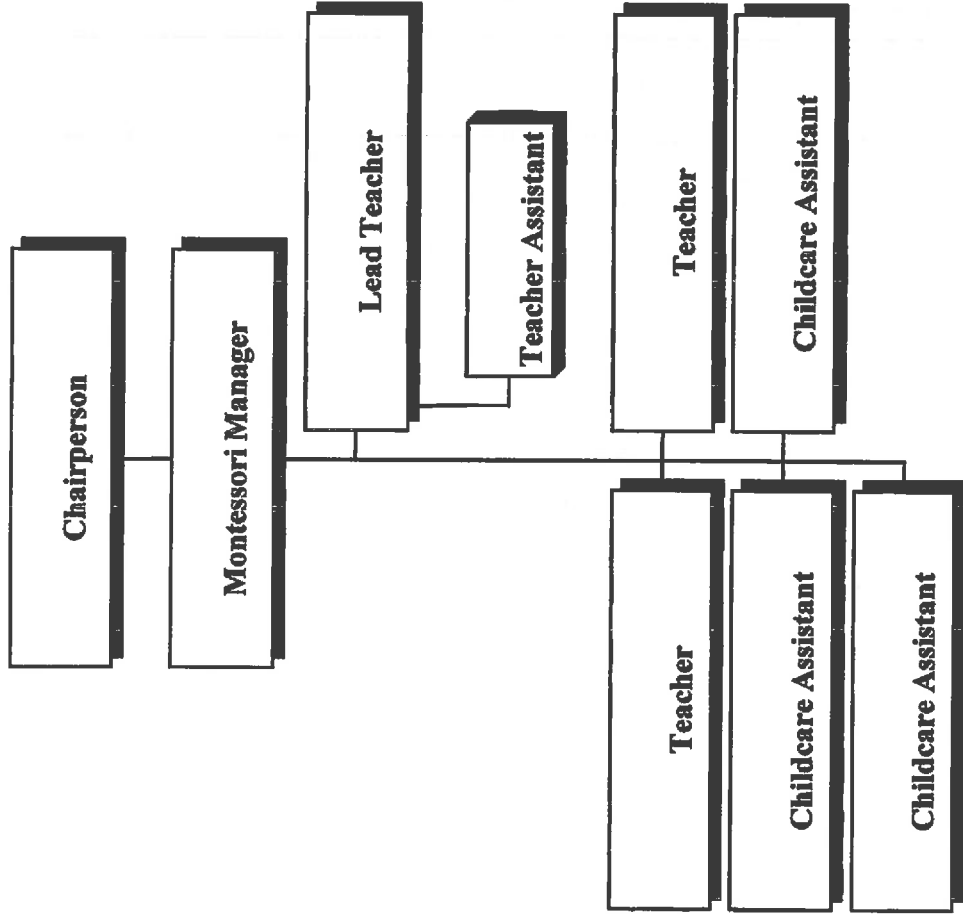 Chairperson
Montessori Manager
Lead Teacher
Teacher Assistant
Teacher
Teacher
Childcare Assistant
Childcare Assistant
Childcare Assistant